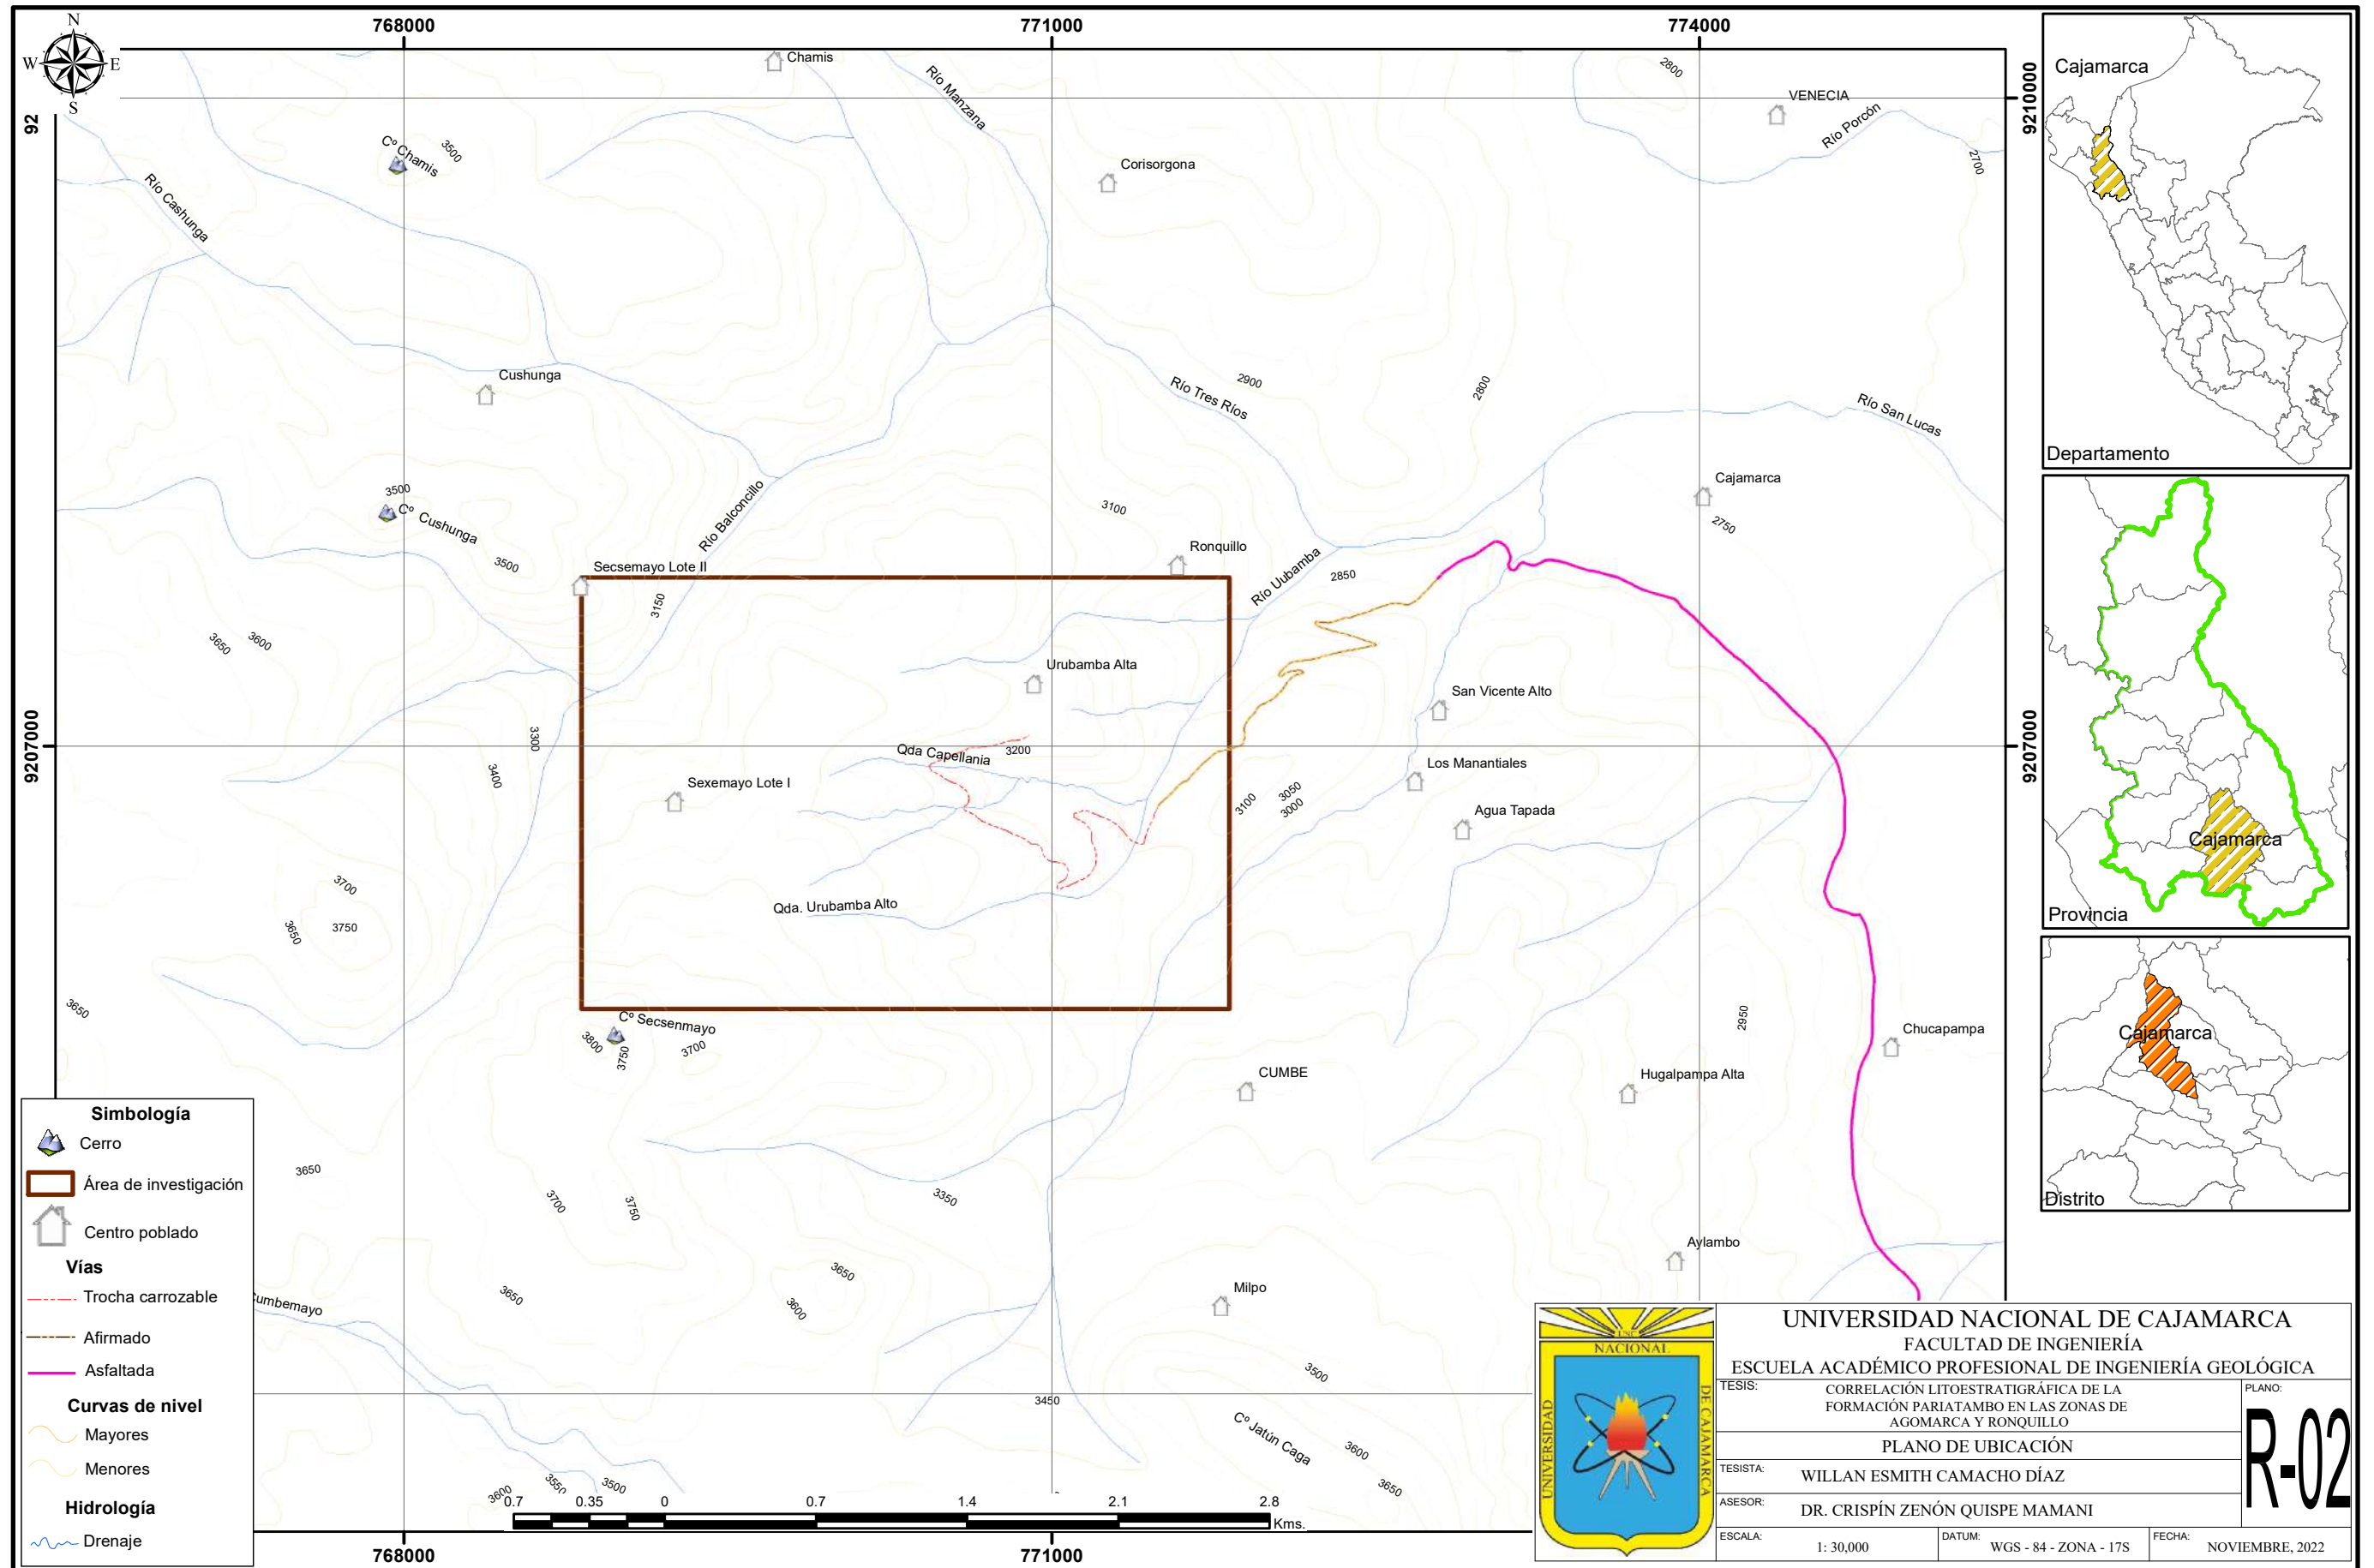 768000
771000
774000
N
W
E
S
92
9210000
9207000
9207000
Chamis
Río Manzana
2800
VENECIA
Río Porcón
2700
Cº Chamis
3500
Río Cashunga
Corisorgona
Cushunga
Río Tres Ríos
2900
2800
Río San Lucas
3500
Cº Cushunga
3500
Río Balconcillo
3100
Cajamarca
2750
Secsemayo Lote II
Ronquillo
Río Uubamba
2850
3150
3650
3600
Urubamba Alta
San Vicente Alto
3300
3400
Qda Capellania
3200
Sexemayo Lote I
Los Manantiales
3100
3050
3000
Agua Tapada
3700
3650
3750
Qda. Urubamba Alto
3650
Cº Secsenmayo
3800
3750
3700
2950
Chucapampa
CUMBE
Hugalpampa Alta
3650
3700
3750
3350
Aylambo
3650
3650
3600
Milpo
umbemayo
3500
3450
Cº Jatún Caga
3600
3650
3600
3550
3500
0.7
0.35
0
0.7
1.4
2.1
2.8
Kms.
768000
771000
Simbología
Cerro
Área de investigación
Centro poblado
Vías
Trocha carrozable
Afirmado
Asfaltada
Curvas de nivel
Mayores
Menores
Hidrología
Drenaje
Cajamarca
Departamento
Cajamarca
Provincia
Cajamarca
Distrito
UNC
NACIONAL
UNIVERSIDAD
DE CAJAMARCA
UNIVERSIDAD NACIONAL DE CAJAMARCA
FACULTAD DE INGENIERÍA
ESCUELA ACADÉMICO PROFESIONAL DE INGENIERÍA GEOLÓGICA
TESIS:
CORRELACIÓN LITOESTRATIGRÁFICA DE LA
FORMACIÓN PARIATAMBO EN LAS ZONAS DE
AGOMARCA Y RONQUILLO
PLANO:
R-02
PLANO DE UBICACIÓN
TESISTA:
WILLAN ESMITH CAMACHO DÍAZ
ASESOR:
DR. CRISPÍN ZENÓN QUISPE MAMANI
ESCALA:
1: 30,000
DATUM:
WGS - 84 - ZONA - 17S
FECHA:
NOVIEMBRE, 2022